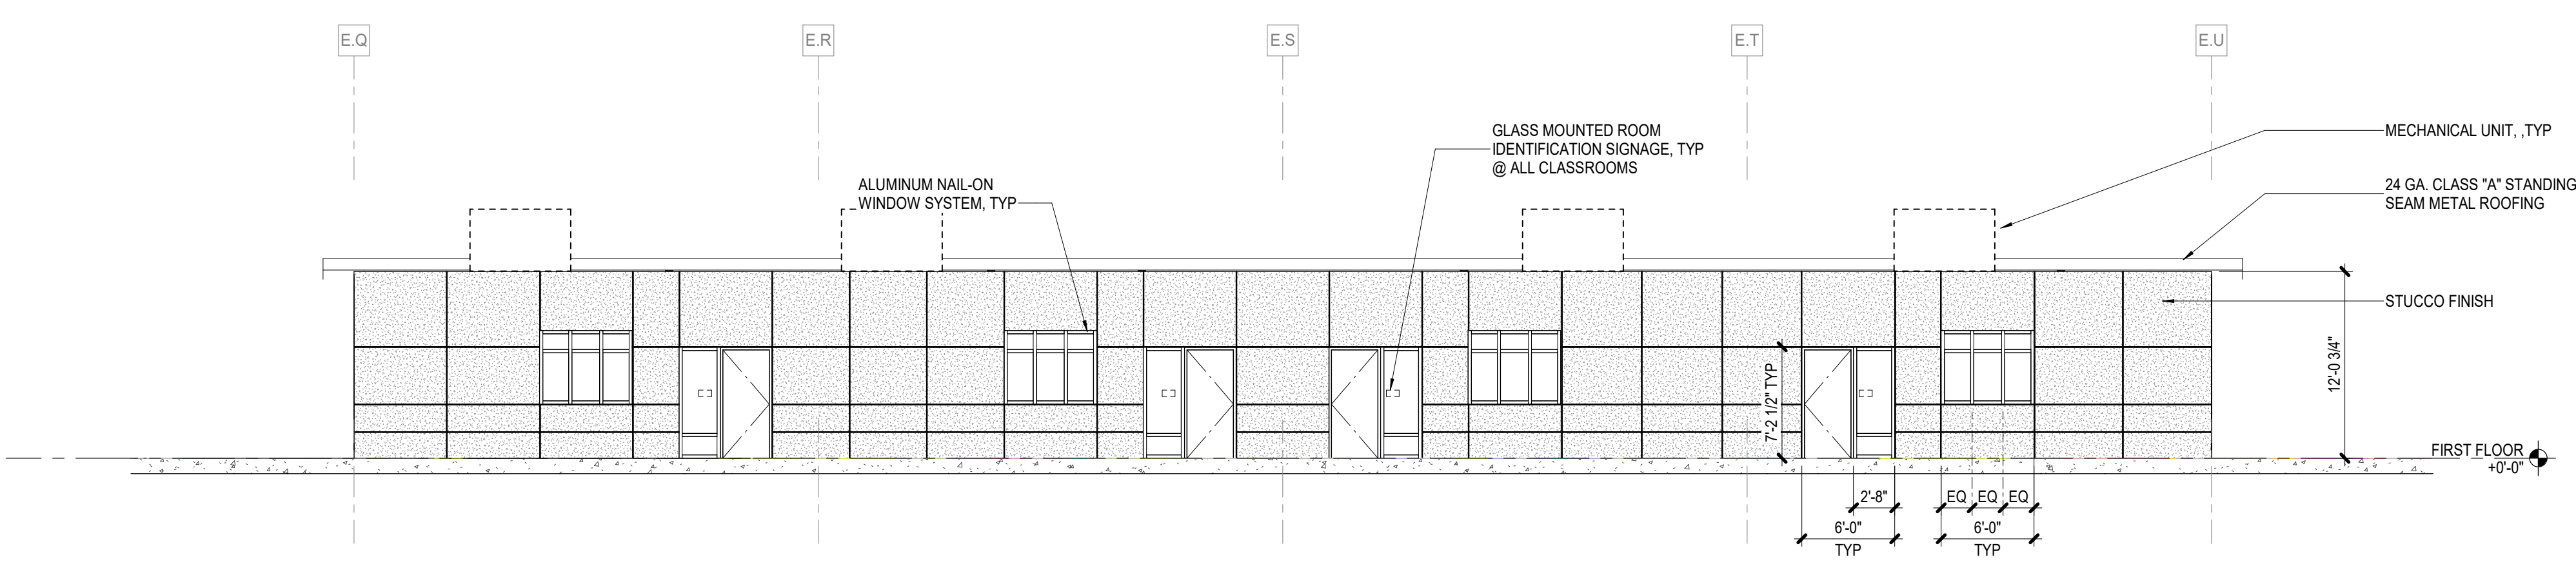 E.Q
E.R
E.S
E.T
E.U
GLASS MOUNTED ROOM
IDENTIFICATION SIGNAGE, TYP
@ ALL CLASSROOMS
MECHANICAL UNIT, ,TYP
ALUMINUM NAIL-ON
WINDOW SYSTEM, TYP
24 GA. CLASS "A" STANDING
SEAM METAL ROOFING
STUCCO FINISH
12'-0 3/4"
7'-2 1/2" TYP
FIRST FLOOR
+0'-0"
2'-8"
EQ EQ EQ
6'-0"
TYP
6'-0"
TYP